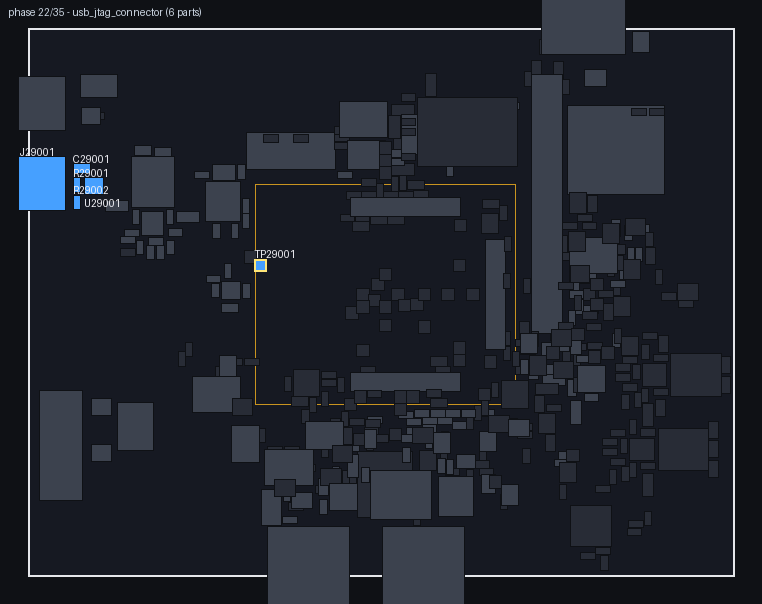 phase 22/35 - usb_jtag_connector (6 parts)
J29001
C29001
R29001
R29002
U29001
TP29001